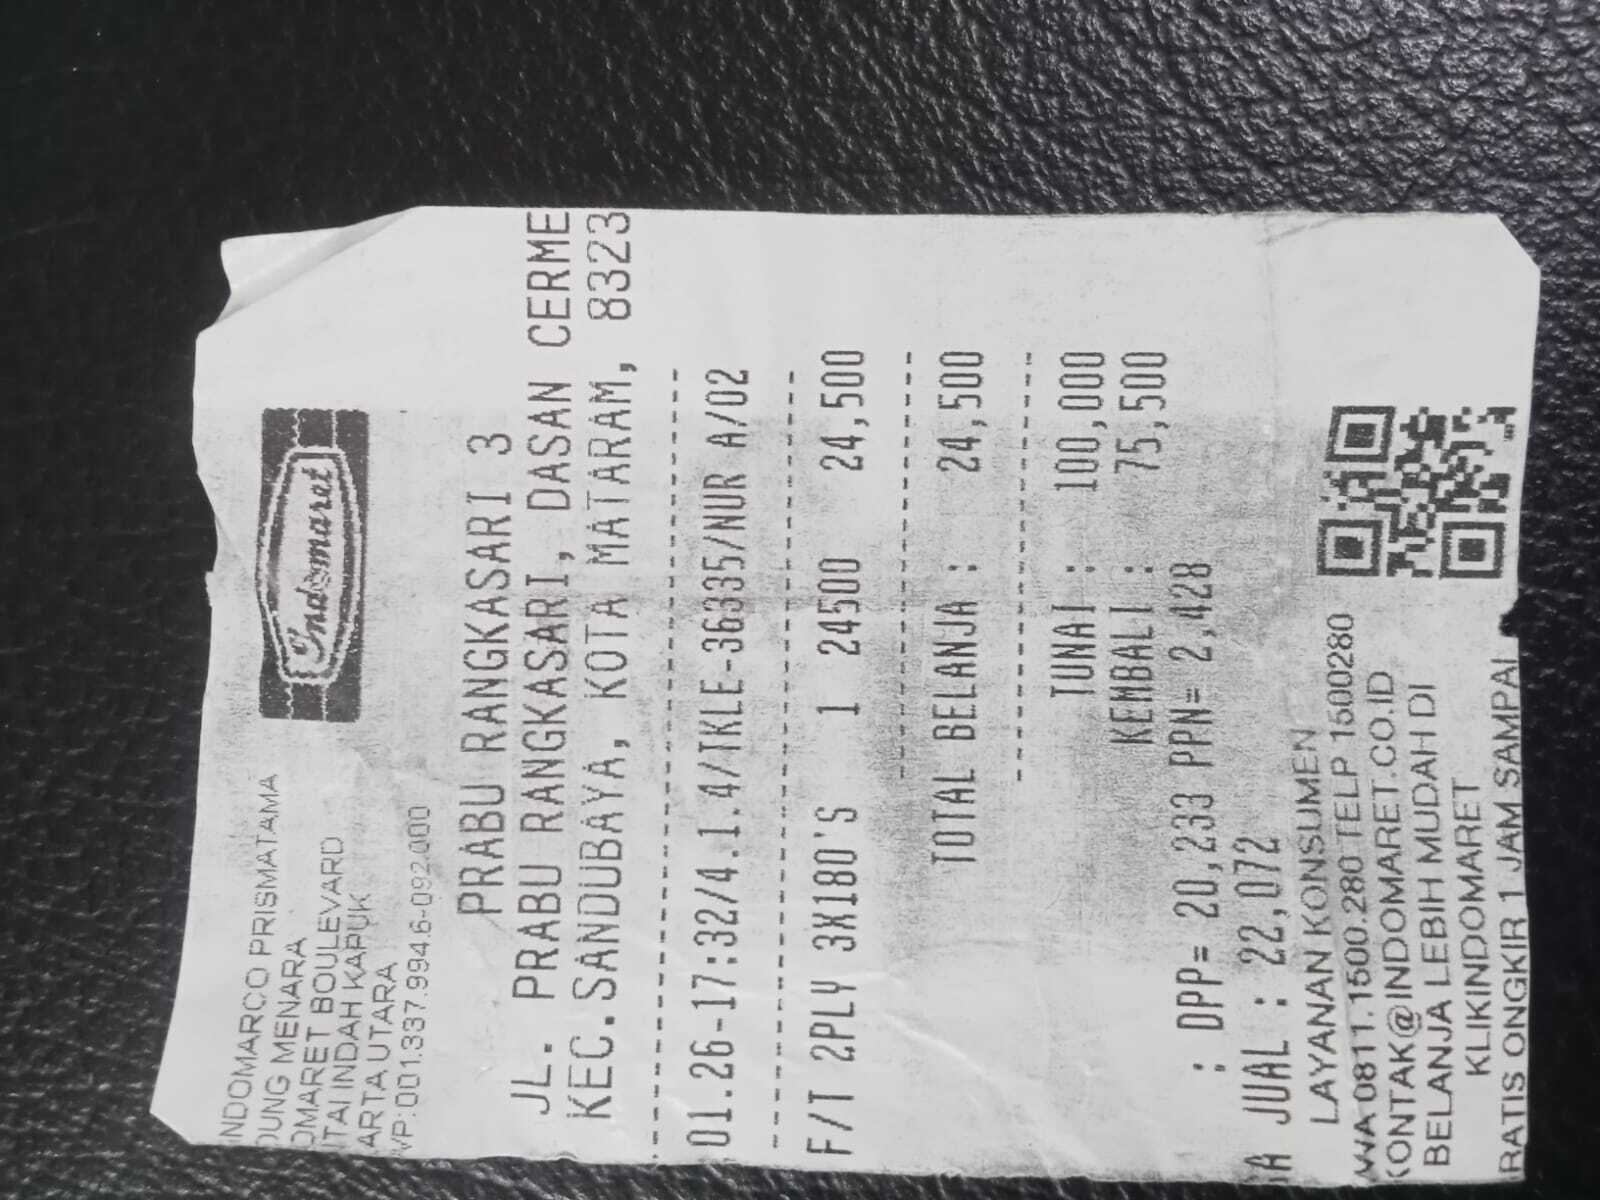 Indomaret
INDOMARCO PRISMATAMA
DUNG MENARA
OMARET BOULEVARD
TAI INDAH KAPUK
ARTA UTARA
WP:001.337.994.6-092.000
PRABU RANGKASARI 3
JL. PRABU RANGKASARI, DASAN CERME
KEC.SANDUBAYA, KOTA MATARAM, 8323
01.26-17:32/4.1.4/TKLE-36335/NUR A/02
F/T 2PLY 3X180'S 1 24500 24,500
TOTAL BELANJA : 24,500
TUNAI : 100,000
KEMBALI : 75,500
: DPP= 20,233 PPN= 2,428
A JUAL : 22,072
LAYANAN KONSUMEN
WA 0811.1500.280 TELP 1500280
KONTAK@INDOMARET.CO.ID
BELANJA LEBIH MUDAH DI
KLIKINDOMARET
RATIS ONGKIR 1 JAM SAMPAI